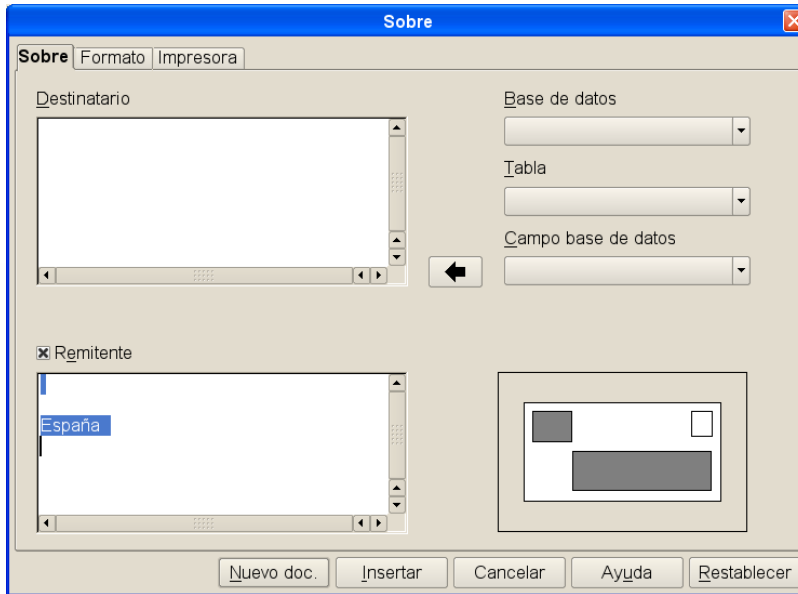 Sobre
Sobre Formato Impresora
Destinatario
Base de datos
Tabla
Campo base de datos
Remitente
España
Nuevo doc. Insertar Cancelar Ayuda Restablecer